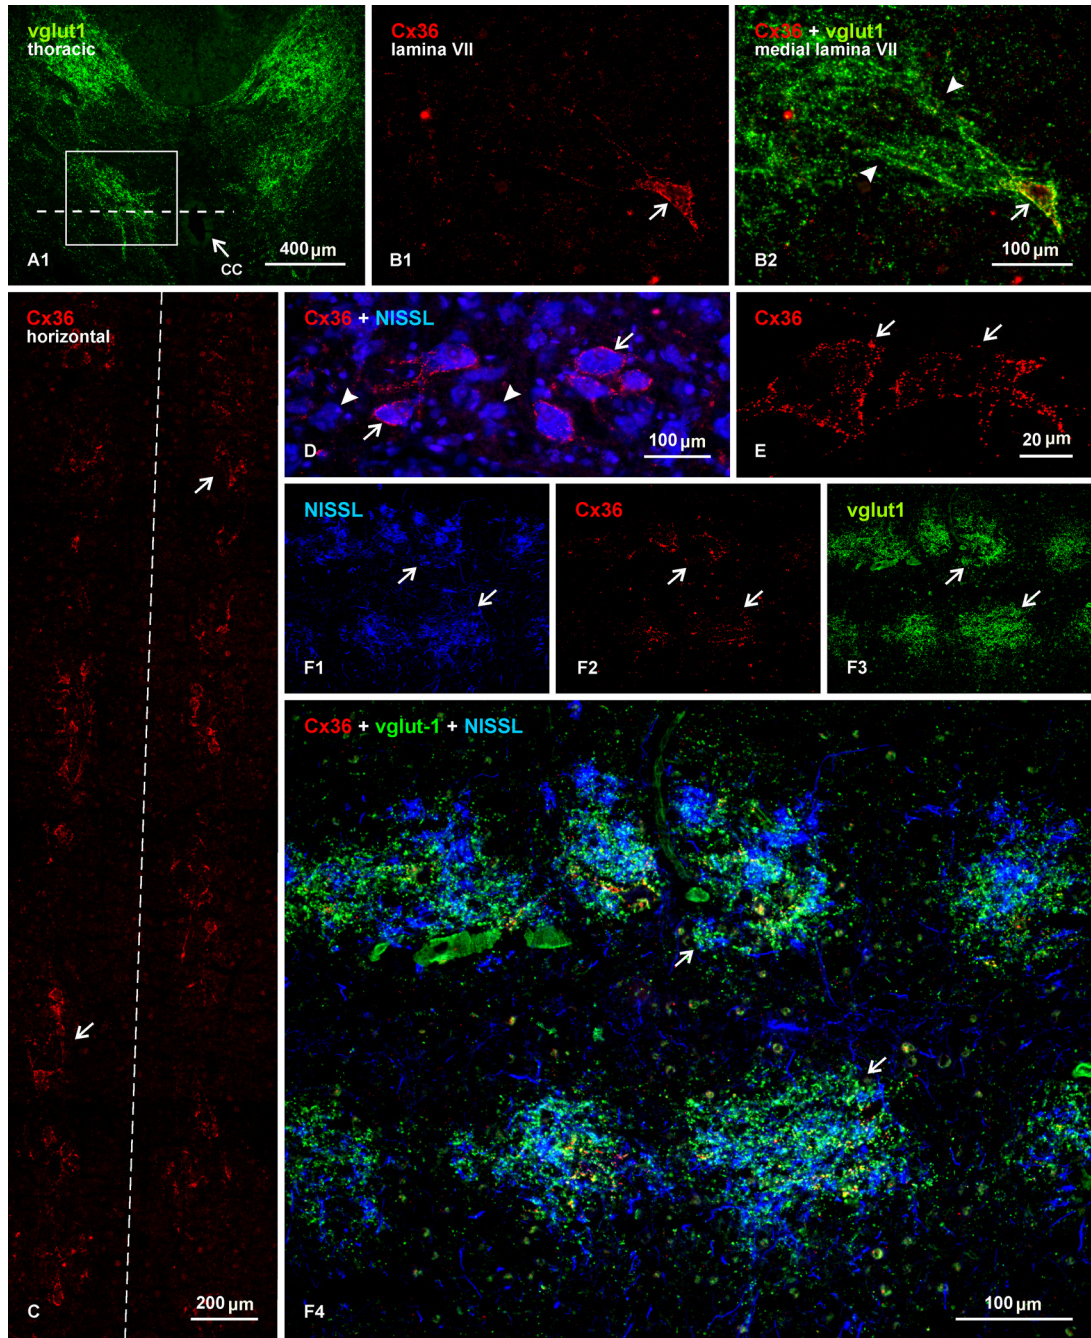 vglut1
thoracic
CC
400 µm
A1
Cx36
lamina VII
B1
Cx36 + vglut1
medial lamina VII
100 µm
B2
Cx36
horizontal
200 µm
C
Cx36 + NISSL
100 µm
D
Cx36
20 µm
E
NISSL
F1
Cx36
F2
vglut1
F3
Cx36 + vglut-1 + NISSL
100 µm
F4